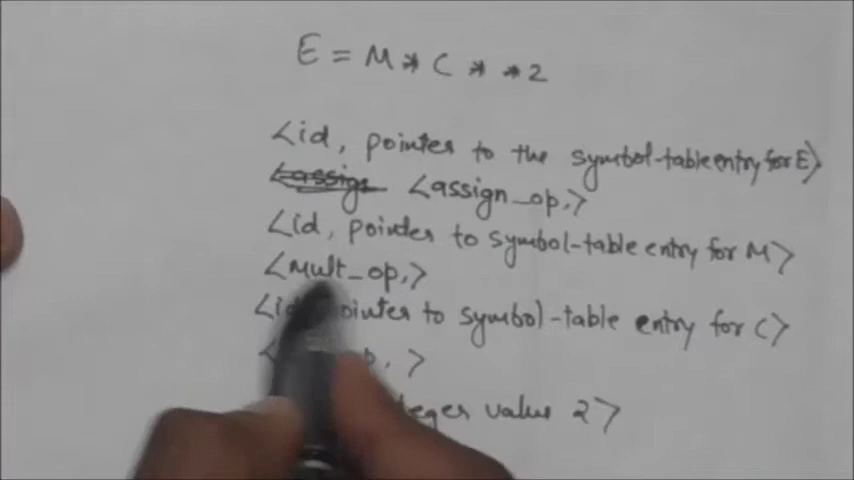 E = M * C * * 2
<id, pointer to the symbol-table entry for E>
<assign_op,>
<id, pointer to symbol-table entry for M>
<mult_op,>
to symbol-table entry for C>
, >
value 2>